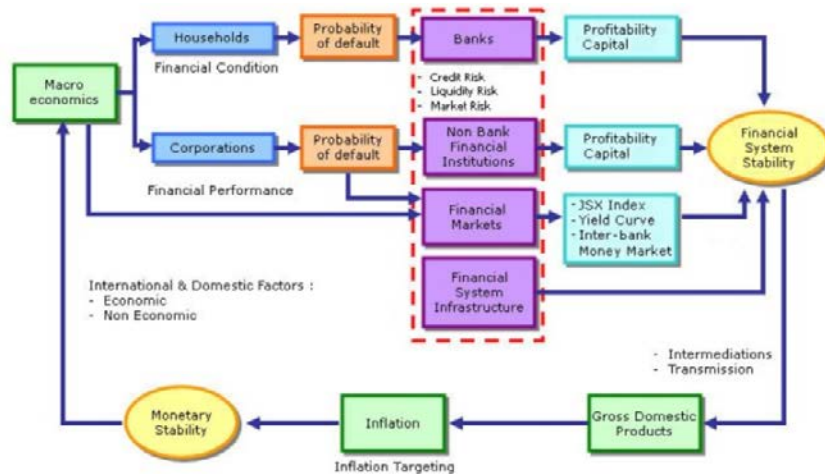 Households
Probability
of default
Banks
Profitability
Capital
Financial Condition
Macro
economics
- Credit Risk
- Liquidity Risk
- Market Risk
Corporations
Probability
of default
Non Bank
Financial
Institutions
Profitability
Capital
Financial
System
Stability
Financial Performance
Financial
Markets
- JSX Index
- Yield Curve
- Inter-bank
Money Market
International & Domestic Factors :
- Economic
- Non Economic
Financial
System
Infrastructure
- Intermediations
- Transmission
Monetary
Stability
Inflation
Gross Domestic
Products
Inflation Targeting